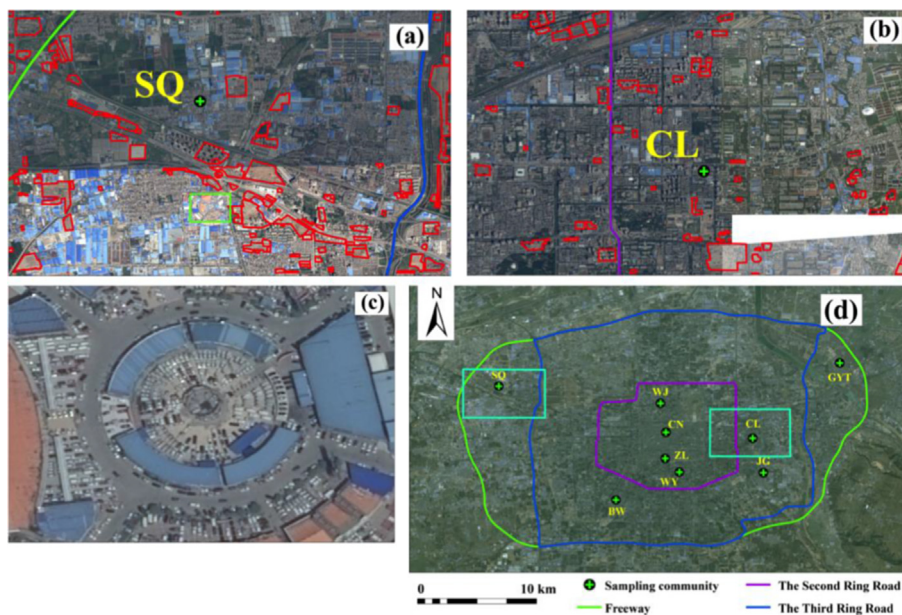 (a)
SQ
(b)
CL
(c)
N
(d)
SQ
GYT
WJ
CN
CL
ZL
JG
WY
BW
0 10 km
Sampling community
The Second Ring Road
Freeway
The Third Ring Road